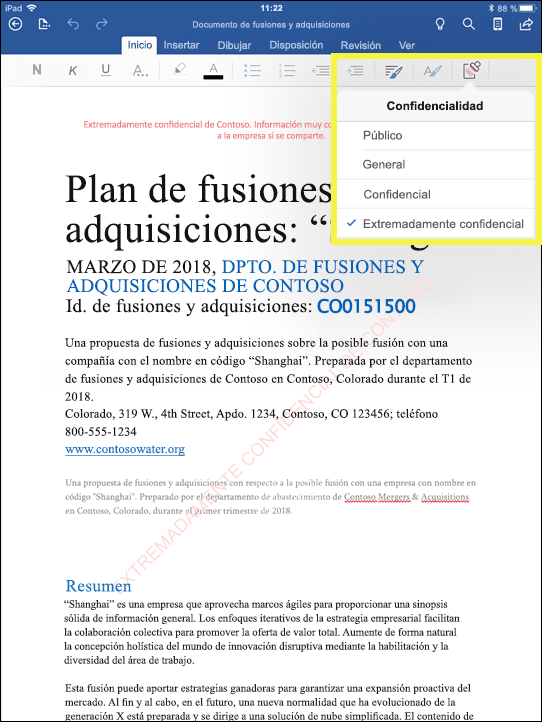 iPad 11:22 88 %
Documento de fusiones y adquisiciones
Inicio Insertar Dibujar Disposición Revisión Ver
N K U A... A
Confidencialidad
Público
General
Confidencial
Extremadamente confidencial
Extremadamente confidencial de Contoso. Información muy
a la empresa si se comparte.
Plan de fusiones
adquisiciones: “
MARZO DE 2018, DPTO. DE FUSIONES Y
ADQUISICIONES DE CONTOSO
Id. de fusiones y adquisiciones: CO0151500
Una propuesta de fusiones y adquisiciones sobre la posible fusión con una
compañía con el nombre en código “Shanghai”. Preparada por el departamento
de fusiones y adquisiciones de Contoso en Contoso, Colorado durante el T1 de
2018.
Colorado, 319 W., 4th Street, Apdo. 1234, Contoso, CO 123456; teléfono
800-555-1234
www.contosowater.org
Una propuesta de fusiones y adquisiciones con respecto a la posible fusión con una empresa con nombre en
código "Shanghai". Preparado por el departamento de abastecimiento de Contoso Mergers & Acquisitions
en Contoso, Colorado, durante el primer trimestre de 2018.
EXTREMADAMENTE CONFIDENCIAL DE CONTOSO
Resumen
“Shanghai” es una empresa que aprovecha marcos ágiles para proporcionar una sinopsis
sólida de información general. Los enfoques iterativos de la estrategia empresarial facilitan
la colaboración colectiva para promover la oferta de valor total. Aumente de forma natural
la concepción holística del mundo de innovación disruptiva mediante la habilitación y la
diversidad del área de trabajo.
Esta fusión puede aportar estrategias ganadoras para garantizar una expansión proactiva del
mercado. Al fin y al cabo, en el futuro, una nueva normalidad que ha evolucionado de la
generación X está preparada y se dirige a una solución de nube simplificada. El contenido de